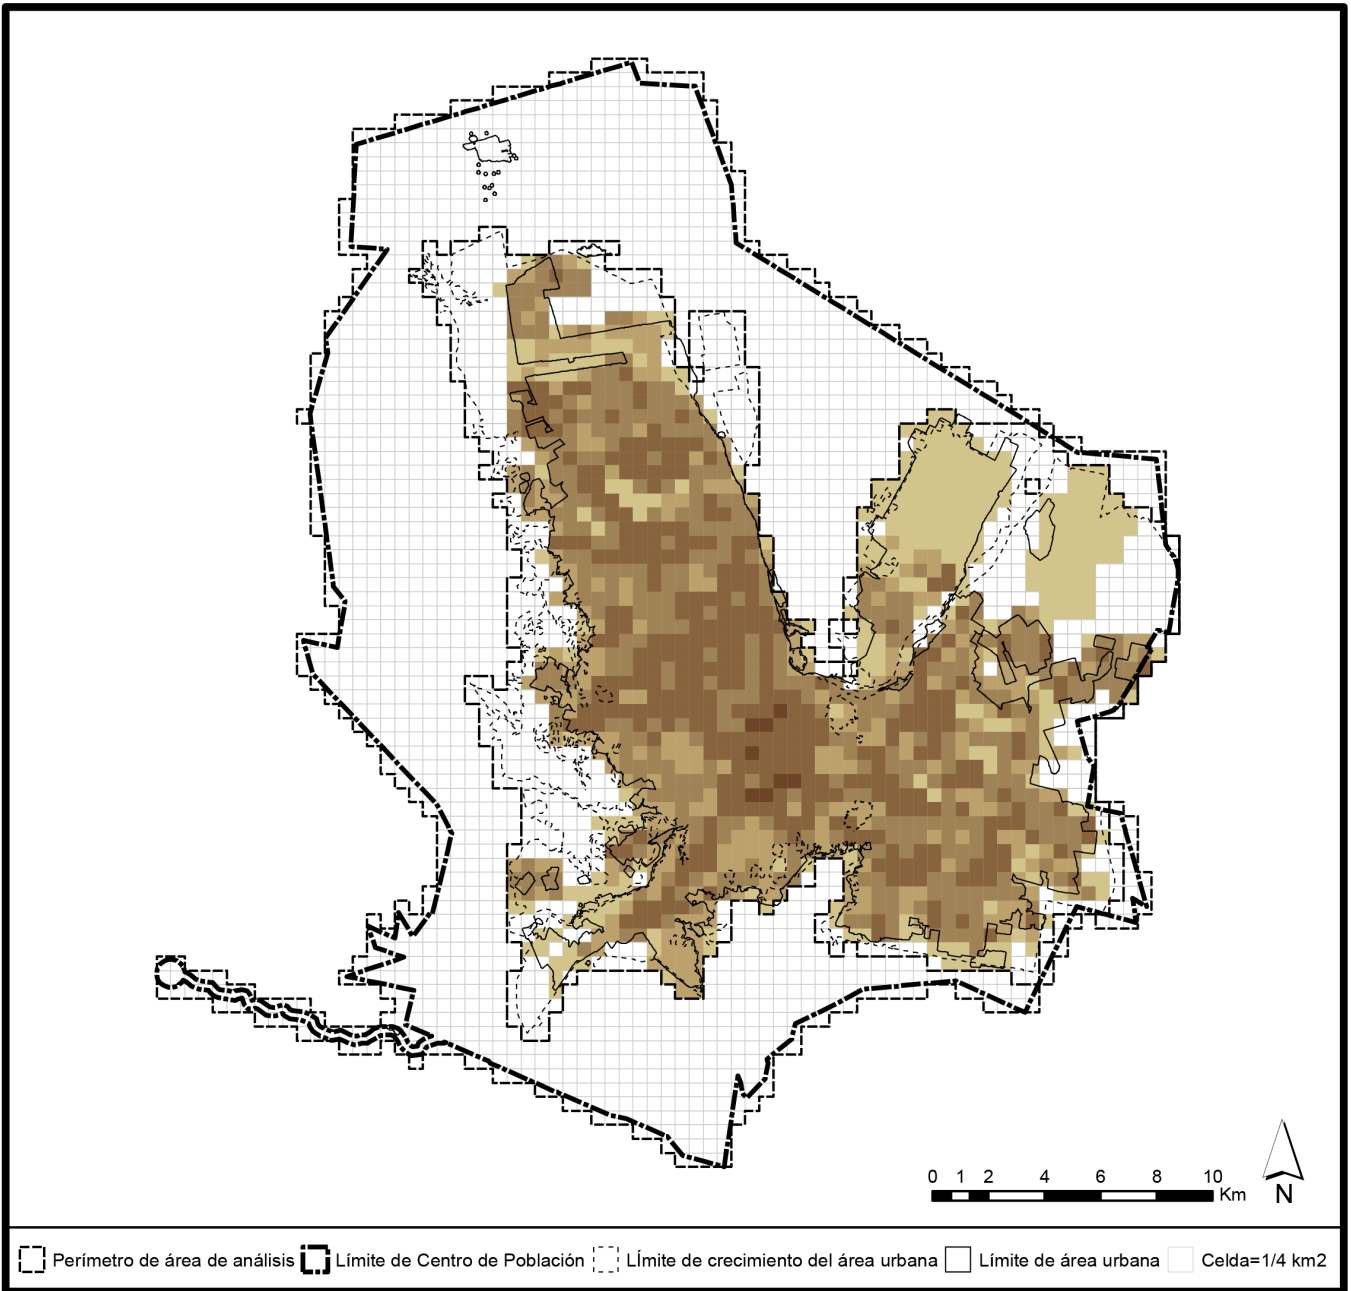 0 1 2 4 6 8 10
Km
N
Perímetro de área de análisis Límite de Centro de Población LÍmite de crecimiento del área urbana Límite de área urbana Celda=1/4 km2